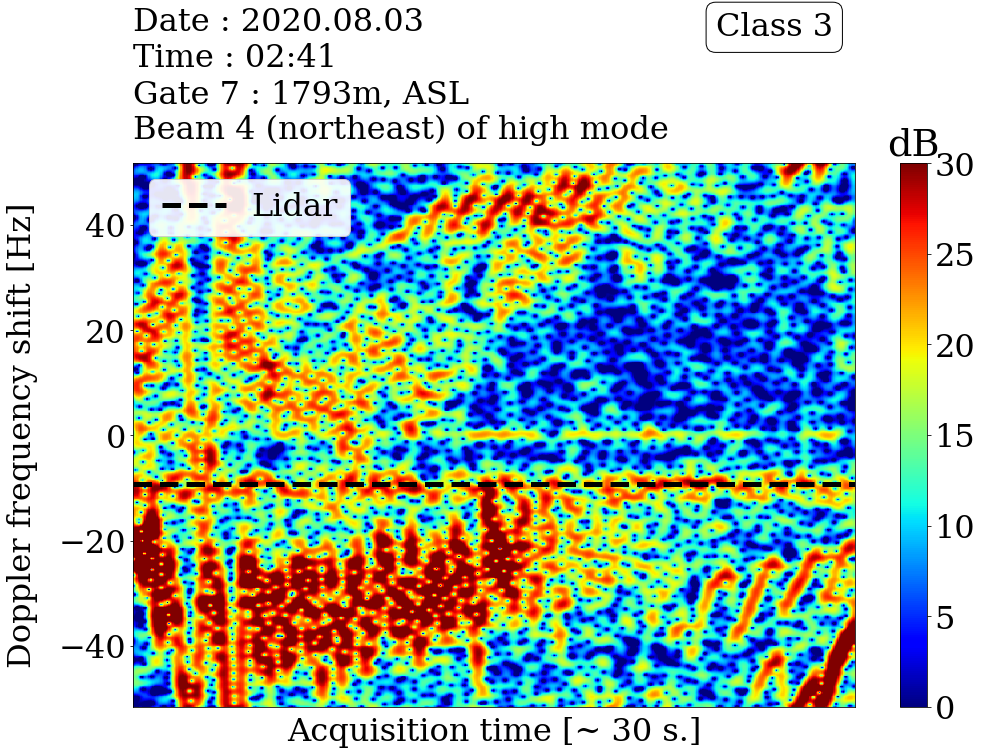 Date : 2020.08.03
Time : 02:41
Gate 7 : 1793m, ASL
Beam 4 (northeast) of high mode
Class 3
dB
Lidar
Doppler frequency shift [Hz]
40
20
0
−20
−40
Acquisition time [~ 30 s.]
30
25
20
15
10
5
0